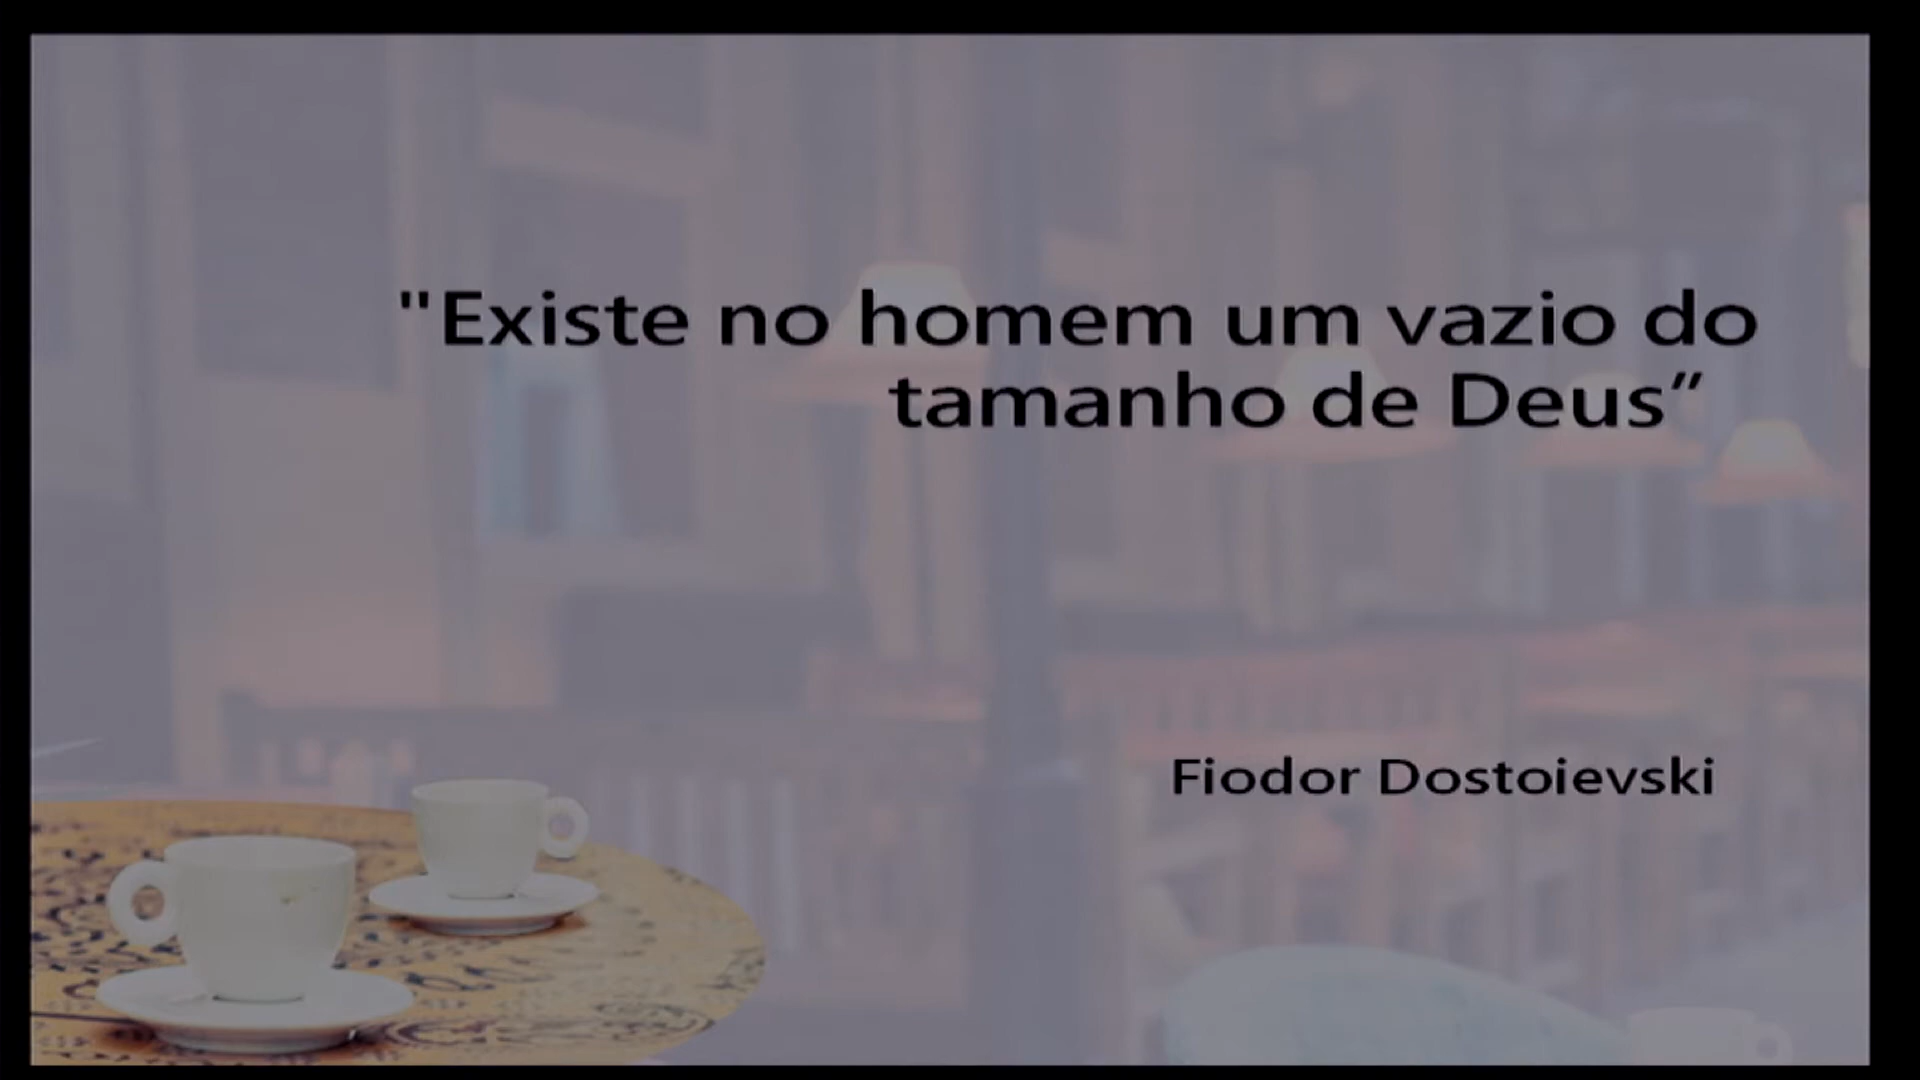 "Existe no homem um vazio do
tamanho de Deus”
Fiodor Dostoievski